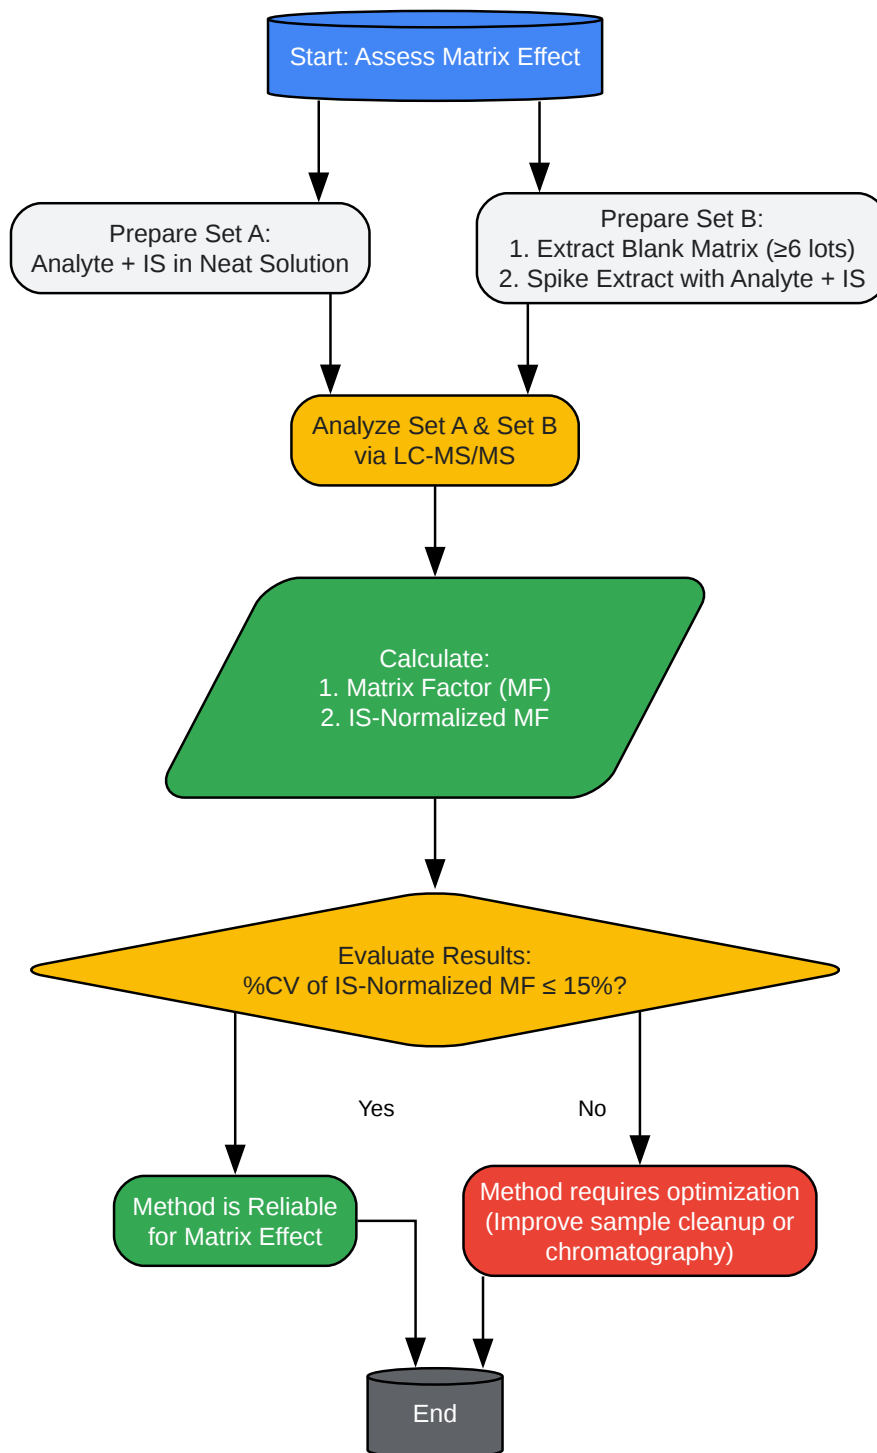 Start: Assess Matrix Effect
Prepare Set A:
Analyte + IS in Neat Solution
Prepare Set B:
1. Extract Blank Matrix (≥6 lots)
2. Spike Extract with Analyte + IS
Analyze Set A & Set B
via LC-MS/MS
Calculate:
1. Matrix Factor (MF)
2. IS-Normalized MF
Evaluate Results:
%CV of IS-Normalized MF ≤ 15%?
Yes
No
Method is Reliable
for Matrix Effect
Method requires optimization
(Improve sample cleanup or
chromatography)
End